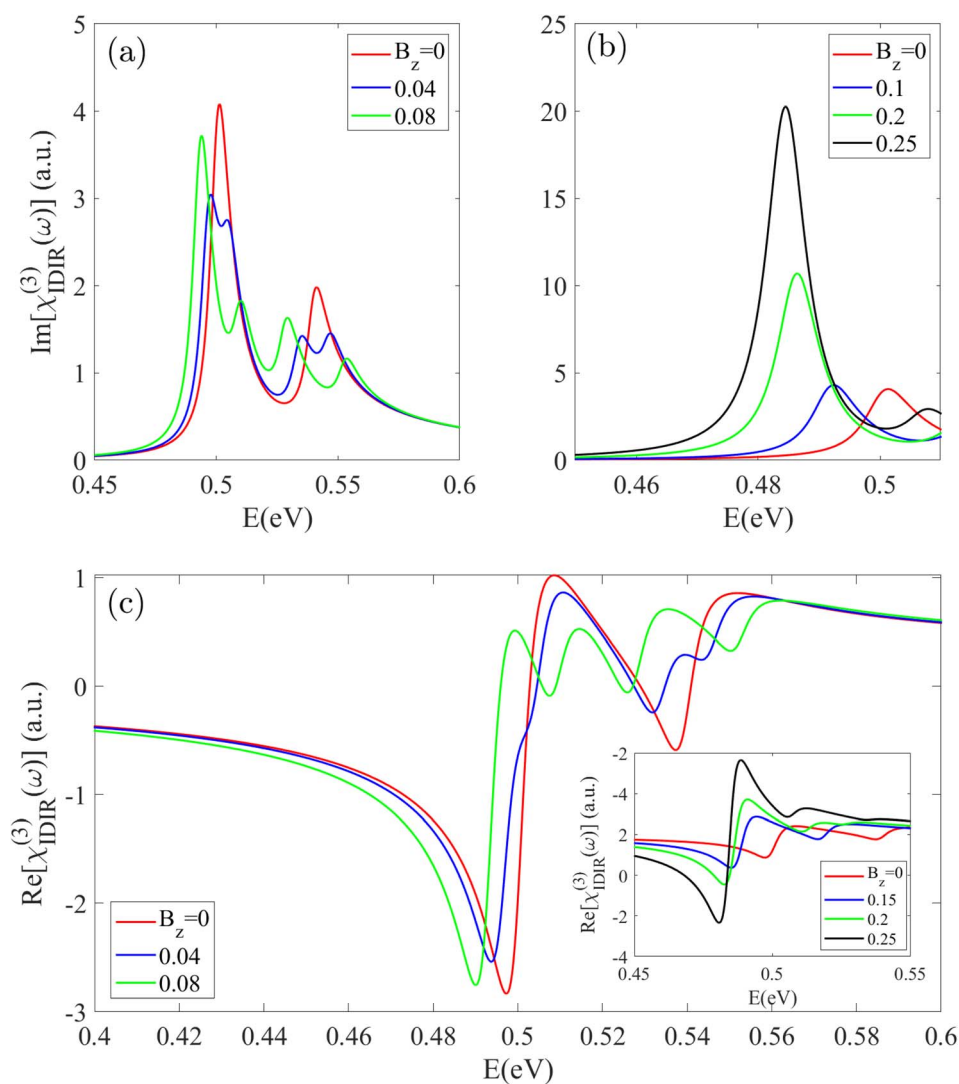 (a)
B_z=0
0.04
0.08
Im[χ^{(3)}_{IDIR}(ω)] (a.u.)
5
4
3
2
1
0
0.45 0.5 0.55 0.6
E(eV)
(b)
B_z=0
0.1
0.2
0.25
25
20
15
10
5
0
0.46 0.48 0.5
E(eV)
(c)
Re[χ^{(3)}_{IDIR}(ω)] (a.u.)
1
0
-1
-2
-3
B_z=0
0.04
0.08
0.4 0.42 0.44 0.46 0.48 0.5 0.52 0.54 0.56 0.58 0.6
E(eV)
Re[χ^{(3)}_{IDIR}(ω)] (a.u.)
-2
4
2
0
-2
-4
B_z=0
0.15
0.2
0.25
0.45 0.5 0.55
E(eV)